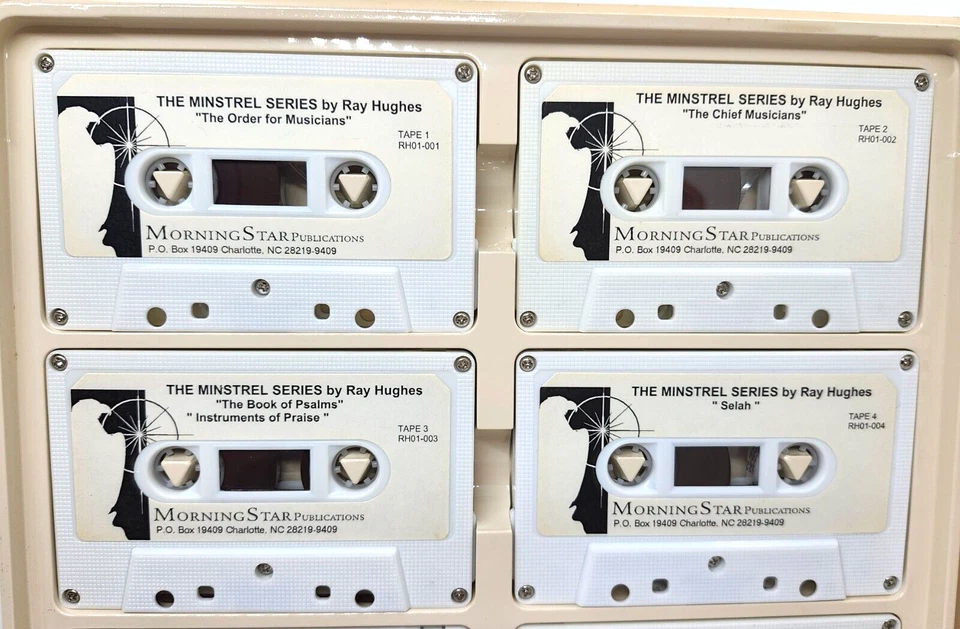 THE MINSTREL SERIES by Ray Hughes
"The Order for Musicians"
TAPE 1
RH01-001
MORNINGSTAR PUBLICATIONS
P.O. Box 19409 Charlotte, NC 28219-9409
THE MINSTREL SERIES by Ray Hughes
"The Chief Musicians"
TAPE 2
RH01-002
MORNINGSTAR PUBLICATIONS
P.O. Box 19409 Charlotte, NC 28219-9409
THE MINSTREL SERIES by Ray Hughes
"The Book of Psalms"
" Instruments of Praise "
TAPE 3
RH01-003
MORNINGSTAR PUBLICATIONS
P.O. Box 19409 Charlotte, NC 28219-9409
THE MINSTREL SERIES by Ray Hughes
" Selah "
TAPE 4
RH01-004
MORNINGSTAR PUBLICATIONS
P.O. Box 19409 Charlotte, NC 28219-9409